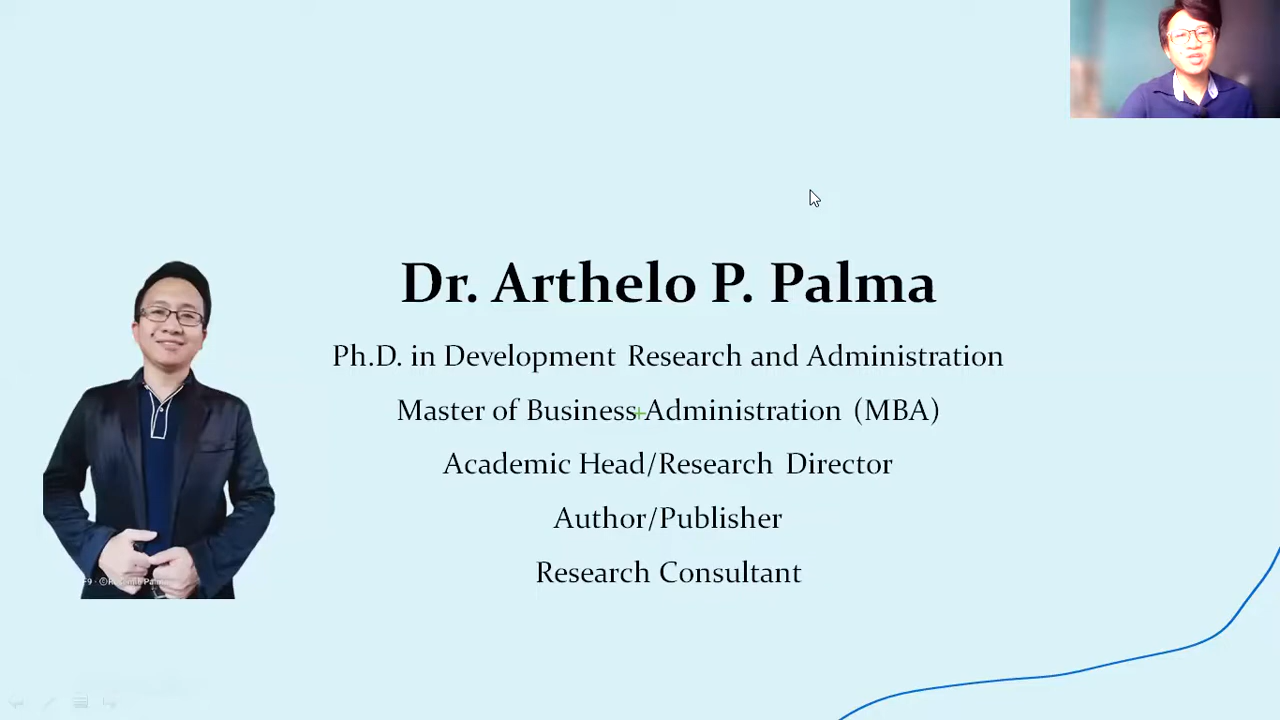 Dr. Arthelo P. Palma
Ph.D. in Development Research and Administration
Master of Business Administration (MBA)
Academic Head/Research Director
Author/Publisher
Research Consultant